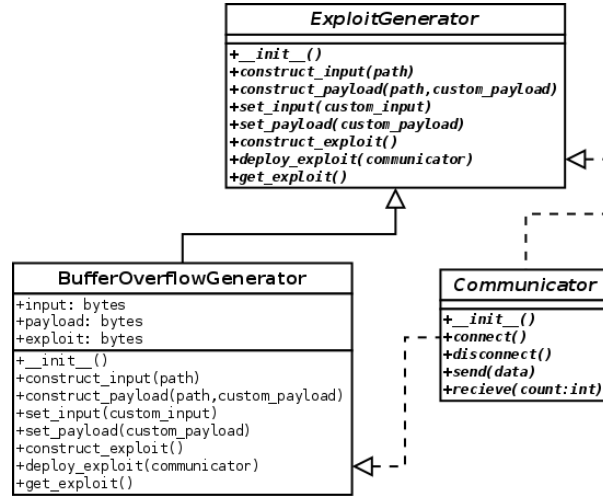 ExploitGenerator
+__init__()
+construct_input(path)
+construct_payload(path,custom_payload)
+set_input(custom_input)
+set_payload(custom_payload)
+construct_exploit()
+deploy_exploit(communicator)
+get_exploit()
BufferOverflowGenerator
+input: bytes
+payload: bytes
+exploit: bytes
+__init__()
+construct_input(path)
+construct_payload(path,custom_payload)
+set_input(custom_input)
+set_payload(custom_payload)
+construct_exploit()
+deploy_exploit(communicator)
+get_exploit()
Communicator
+__init__()
+connect()
+disconnect()
+send(data)
+recieve(count:int)